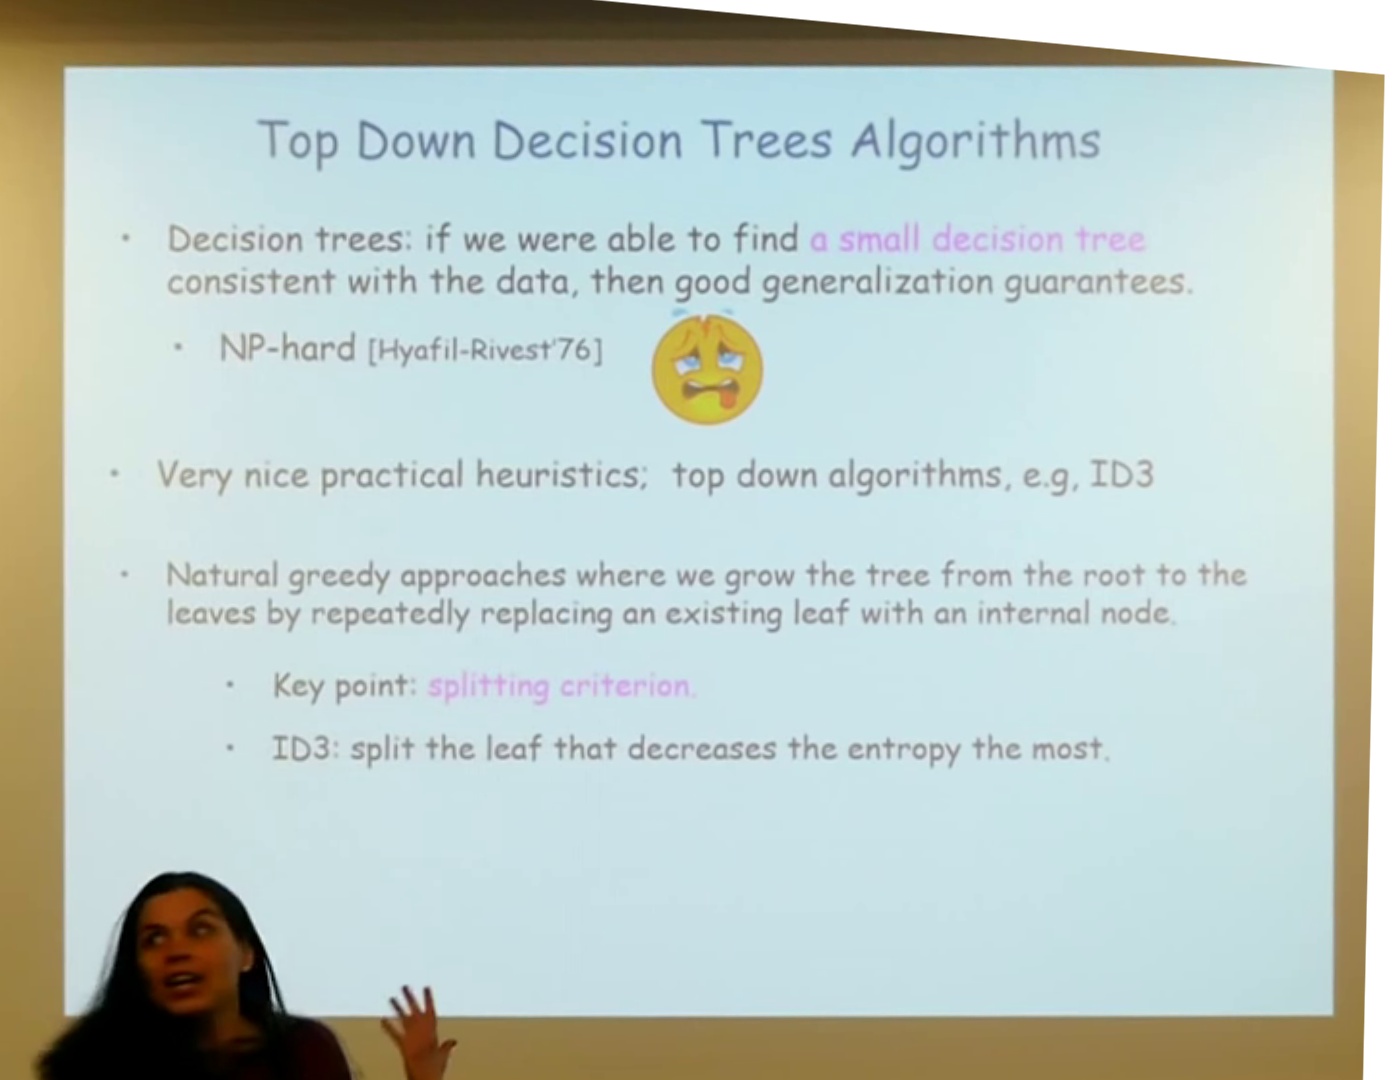 Top Down Decision Trees Algorithms
• Decision trees: if we were able to find a small decision tree
consistent with the data, then good generalization guarantees.
• NP-hard [Hyafil-Rivest'76]
• Very nice practical heuristics; top down algorithms, e.g, ID3
• Natural greedy approaches where we grow the tree from the root to the
leaves by repeatedly replacing an existing leaf with an internal node.
• Key point: splitting criterion.
• ID3: split the leaf that decreases the entropy the most.